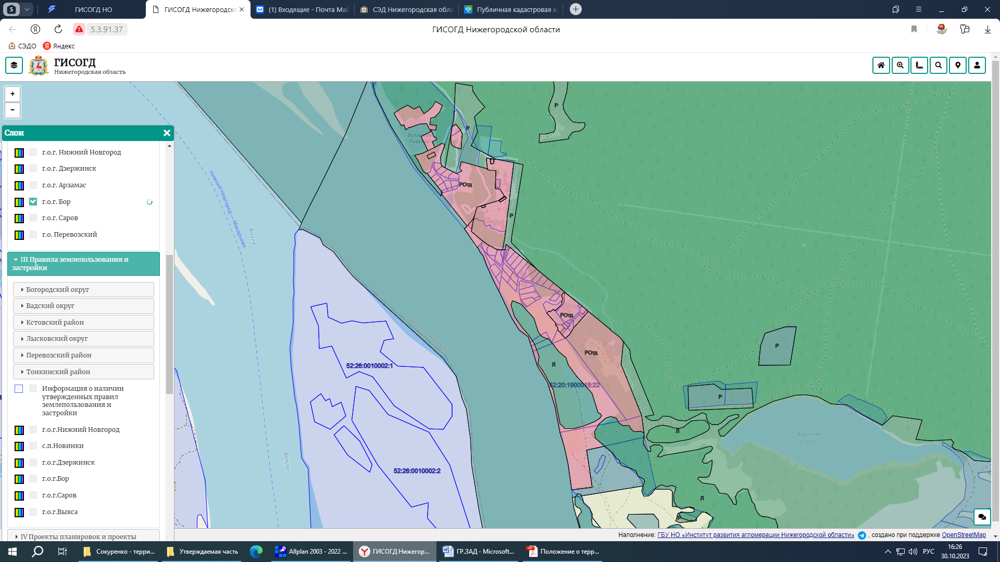 5
ГИСОГД НО
ГИСОГД Нижегородск
(1) Входящие - Почта Mail
СЭД Нижегородская обла
Публичная кадастровая к
5.3.91.37
ГИСОГД Нижегородской области
СЭДО
Яндекс
ГИСОГД
Нижегородская область
+
-
Слои
г.о.г. Нижний Новгород
г.о.г. Дзержинск
г.о.г. Арзамас
г.о.г. Бор
г.о.г. Саров
г.о. Перевозский
III Правила землепользования и
застройки
Богородский округ
Вадский округ
Кстовский район
Лысковский округ
Перевозский район
Тонкинский район
Информация о наличии
утвержденных правил
землепользования и
застройки
г.о.г.Нижний Новгород
с.п.Новинки
г.о.г.Дзержинск
г.о.г.Бор
г.о.г.Саров
г.о.г.Выкса
IV Проекты планировок и проекты
Нижний Новгород — Макарьево
Волга
Волга
городской округ Бор
52:26:0010002:1
52:26:0010002:2
Волжская
Ривьера
Р
Р
РОтд
Р
РОтд
РОтд
Л
52:20:1900015:22
Р
Р
Л
Круглое
озеро
Л
Р
Наполнение: ГБУ НО «Институт развития агломерации Нижегородской области» , создано при поддержке OpenStreetMap
Сокуренко - терри...
Утверждаемая часть
Allplan 2003 - 2022 ...
ГИСОГД Нижегор...
ГР.ЗАД - Microsoft...
Положение о терр...
РУС
16:26
30.10.2023